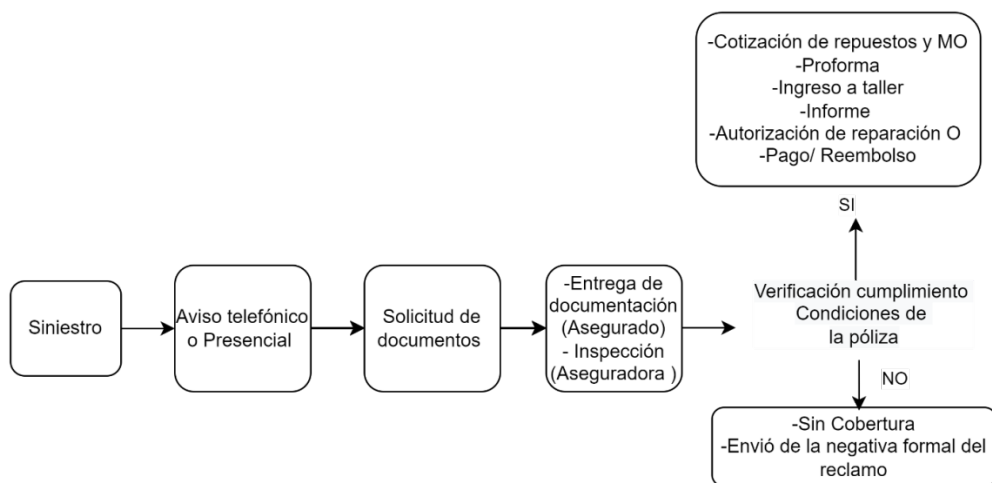 -Cotización de repuestos y MO
-Proforma
-Ingreso a taller
-Informe
-Autorización de reparación O
-Pago/ Reembolso
SI
Siniestro
Aviso telefónico
o Presencial
Solicitud de
documentos
-Entrega de
documentación
(Asegurado)
- Inspección
(Aseguradora )
Verificación cumplimiento
Condiciones de
la póliza
NO
-Sin Cobertura
-Envió de la negativa formal del
reclamo